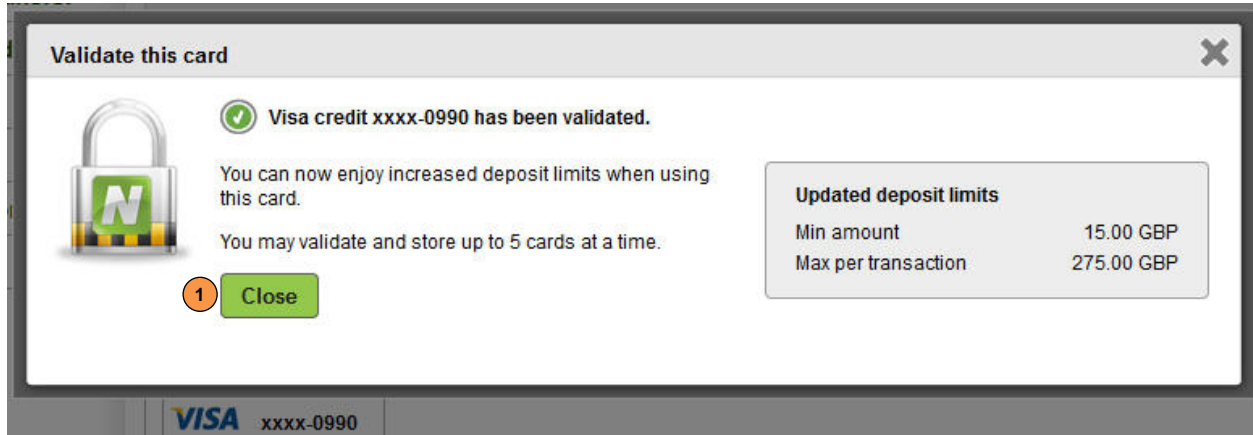 Validate this card
Visa credit xxxx-0990 has been validated.
You can now enjoy increased deposit limits when using
this card.
You may validate and store up to 5 cards at a time.
1 Close
Updated deposit limits
Min amount 15.00 GBP
Max per transaction 275.00 GBP
N
VISA xxxx-0990